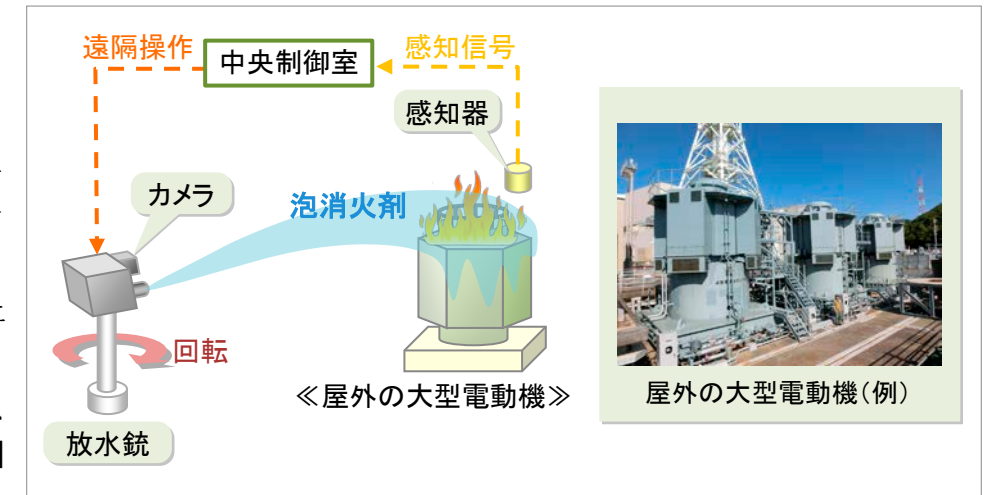 遠隔操作
中央制御室
感知信号
感知器
カメラ
泡消火剤
回転
≪屋外の大型電動機≫
放水銃
屋外の大型電動機(例)